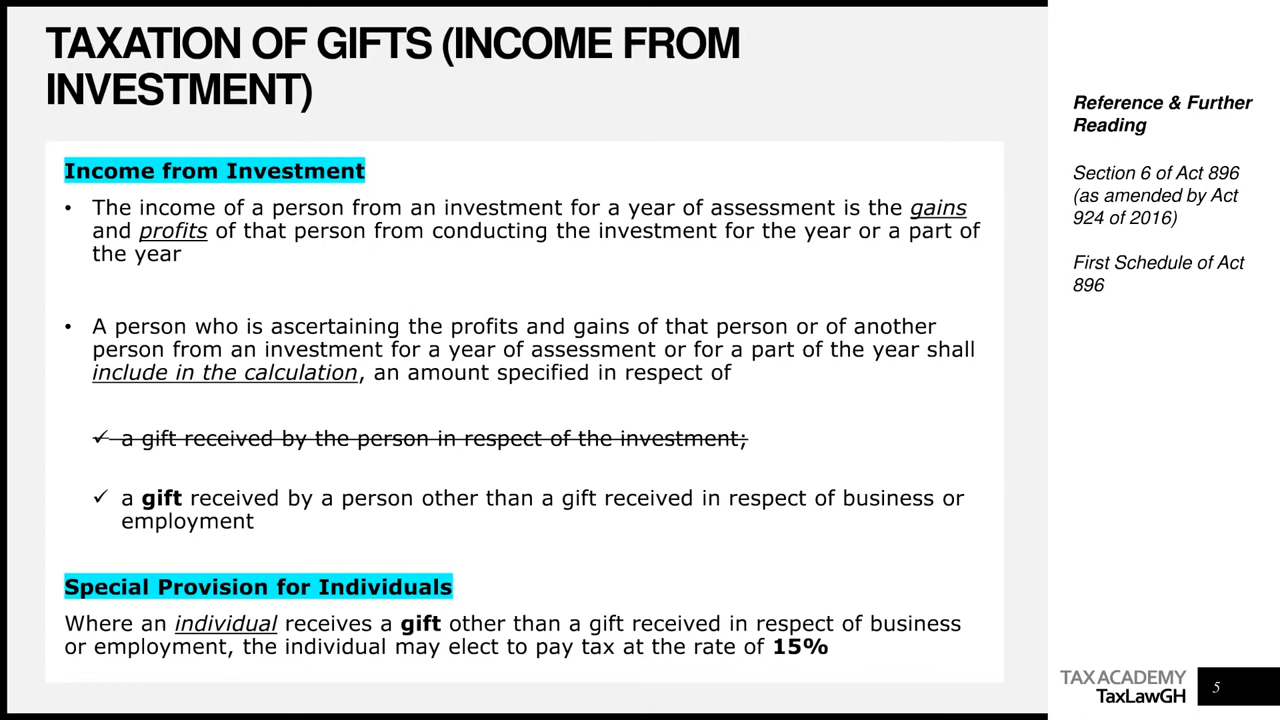 TAXATION OF GIFTS (INCOME FROM
INVESTMENT)
Income from Investment
• The income of a person from an investment for a year of assessment is the gains
and profits of that person from conducting the investment for the year or a part of
the year
• A person who is ascertaining the profits and gains of that person or of another
person from an investment for a year of assessment or for a part of the year shall
include in the calculation, an amount specified in respect of
✓ a gift received by the person in respect of the investment;
✓ a gift received by a person other than a gift received in respect of business or
employment
Special Provision for Individuals
Where an individual receives a gift other than a gift received in respect of business
or employment, the individual may elect to pay tax at the rate of 15%
Reference & Further
Reading
Section 6 of Act 896
(as amended by Act
924 of 2016)
First Schedule of Act
896
TAX ACADEMY
TaxLawGH
5